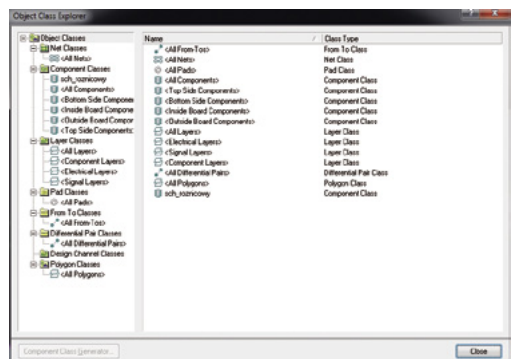 Object Class Explorer
Object Classes
Net Classes
<All Nets>
Component Classes
sch_roznicowy
<All Components>
<Bottom Side Componen
<Inside Board Compone
<Outside Board Compor
<Top Side Components:
Layer Classes
<All Layers>
<Component Layers>
<Electrical Layers>
<Signal Layers>
Pad Classes
<All Pads>
From To Classes
<All From-Tos>
Differential Pair Classes
<All Differential Pairs>
Design Channel Classes
Polygon Classes
<All Polygons>
Name / Class Type
<All From-Tos> From To Class
<All Nets> Net Class
<All Pads> Pad Class
<All Components> Component Class
<Top Side Components> Component Class
<Bottom Side Components> Component Class
<Inside Board Components> Component Class
<Outside Board Components> Component Class
<All Layers> Layer Class
<Electrical Layers> Layer Class
<Signal Layers> Layer Class
<Component Layers> Layer Class
<All Differential Pairs> Differential Pair Class
<All Polygons> Polygon Class
sch_roznicowy Component Class
Component Class Generator...
Close